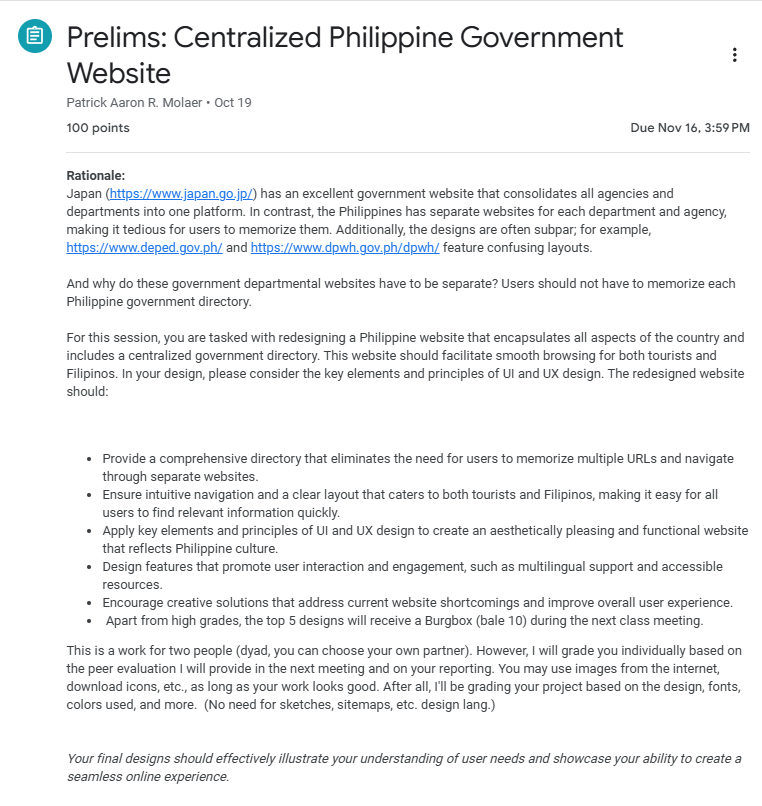 Prelims: Centralized Philippine Government
Website
Patrick Aaron R. Molaer • Oct 19
100 points
Due Nov 16, 3:59 PM
Rationale:
Japan (https://www.japan.go.jp/) has an excellent government website that consolidates all agencies and
departments into one platform. In contrast, the Philippines has separate websites for each department and agency,
making it tedious for users to memorize them. Additionally, the designs are often subpar; for example,
https://www.deped.gov.ph/ and https://www.dpwh.gov.ph/dpwh/ feature confusing layouts.
And why do these government departmental websites have to be separate? Users should not have to memorize each
Philippine government directory.
For this session, you are tasked with redesigning a Philippine website that encapsulates all aspects of the country and
includes a centralized government directory. This website should facilitate smooth browsing for both tourists and
Filipinos. In your design, please consider the key elements and principles of UI and UX design. The redesigned website
should:
• Provide a comprehensive directory that eliminates the need for users to memorize multiple URLs and navigate
through separate websites.
• Ensure intuitive navigation and a clear layout that caters to both tourists and Filipinos, making it easy for all
users to find relevant information quickly.
• Apply key elements and principles of UI and UX design to create an aesthetically pleasing and functional website
that reflects Philippine culture.
• Design features that promote user interaction and engagement, such as multilingual support and accessible
resources.
• Encourage creative solutions that address current website shortcomings and improve overall user experience.
• Apart from high grades, the top 5 designs will receive a Burgbox (bale 10) during the next class meeting.
This is a work for two people (dyad, you can choose your own partner). However, I will grade you individually based on
the peer evaluation I will provide in the next meeting and on your reporting. You may use images from the internet,
download icons, etc., as long as your work looks good. After all, I'll be grading your project based on the design, fonts,
colors used, and more. (No need for sketches, sitemaps, etc. design lang.)
Your final designs should effectively illustrate your understanding of user needs and showcase your ability to create a
seamless online experience.